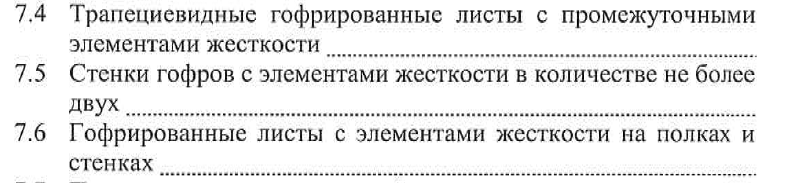 7.4 Трапециевидные гофрированные листы с промежуточными
элементами жесткости
7.5 Стенки гофров с элементами жесткости в количестве не более
двух
7.6 Гофрированные листы с элементами жесткости на полках и
стенках